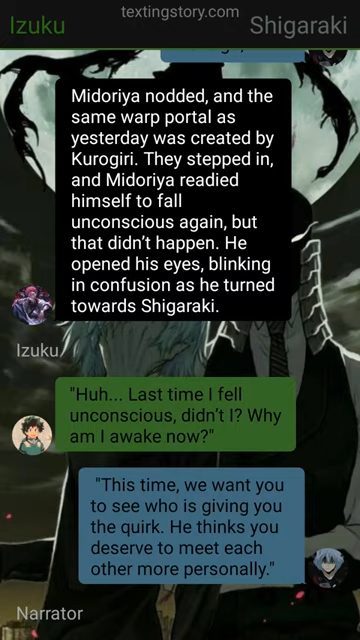 textingstory.com
Izuku
Shigaraki
Midoriya nodded, and the
same warp portal as
yesterday was created by
Kurogiri. They stepped in,
and Midoriya readied
himself to fall
unconscious again, but
that didn't happen. He
opened his eyes, blinking
in confusion as he turned
towards Shigaraki.
Izuku
"Huh... Last time I fell
unconscious, didn't I? Why
am I awake now?"
"This time, we want you
to see who is giving you
the quirk. He thinks you
deserve to meet each
other more personally."
Narrator